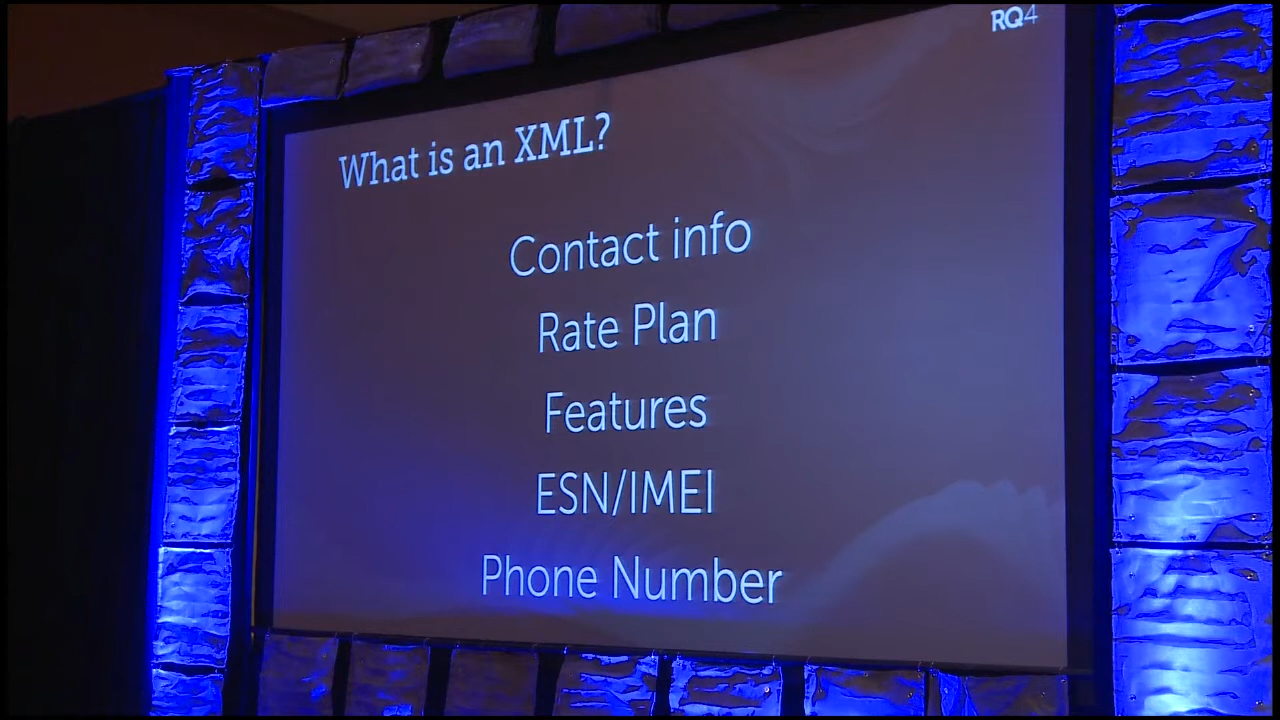 RQ4
What is an XML?
Contact info
Rate Plan
Features
ESN/IMEI
Phone Number